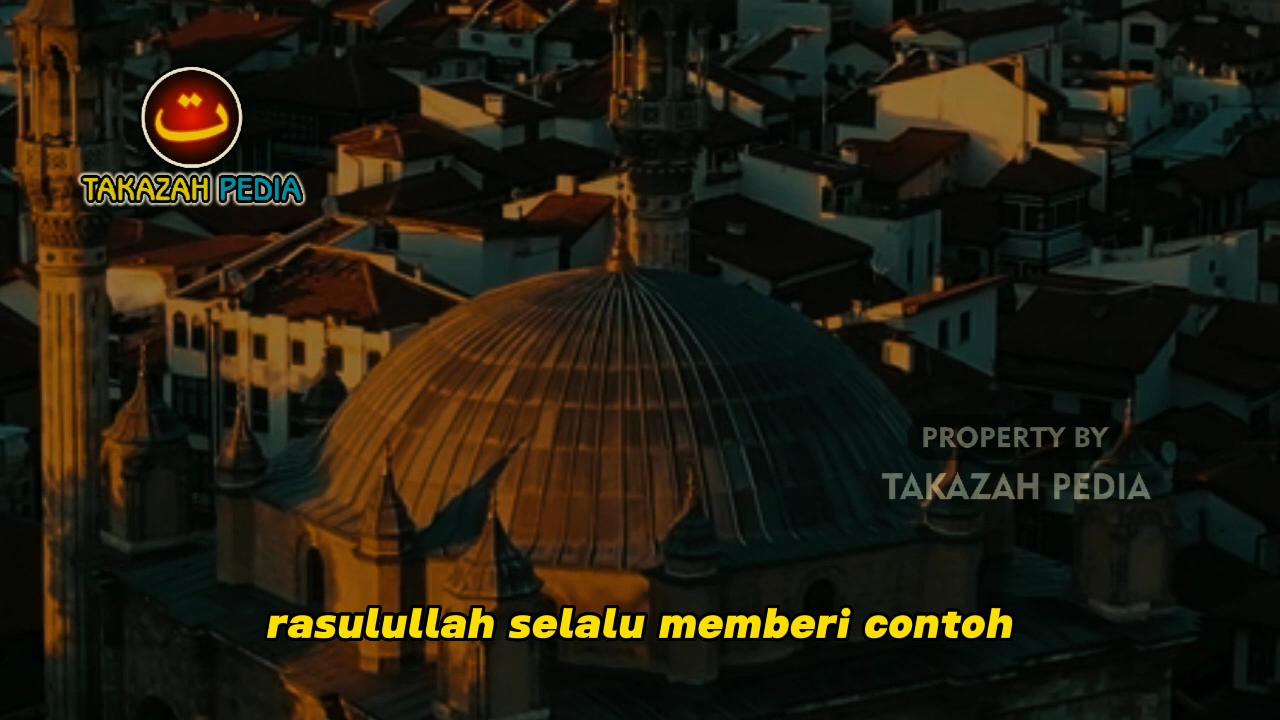 ت
TAKAZAH PEDIA
PROPERTY BY
TAKAZAH PEDIA
rasulullah selalu memberi contoh